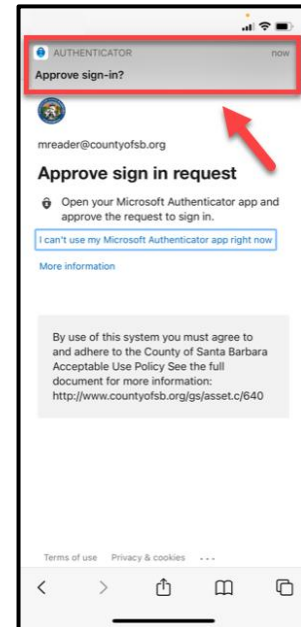 AUTHENTICATOR now
Approve sign-in?
mreader@countyofsb.org
Approve sign in request
Open your Microsoft Authenticator app and
approve the request to sign in.
I can't use my Microsoft Authenticator app right now
More information
By use of this system you must agree to
and adhere to the County of Santa Barbara
Acceptable Use Policy See the full
document for more information:
http://www.countyofsb.org/gs/asset.c/640
Terms of use Privacy & cookies ...